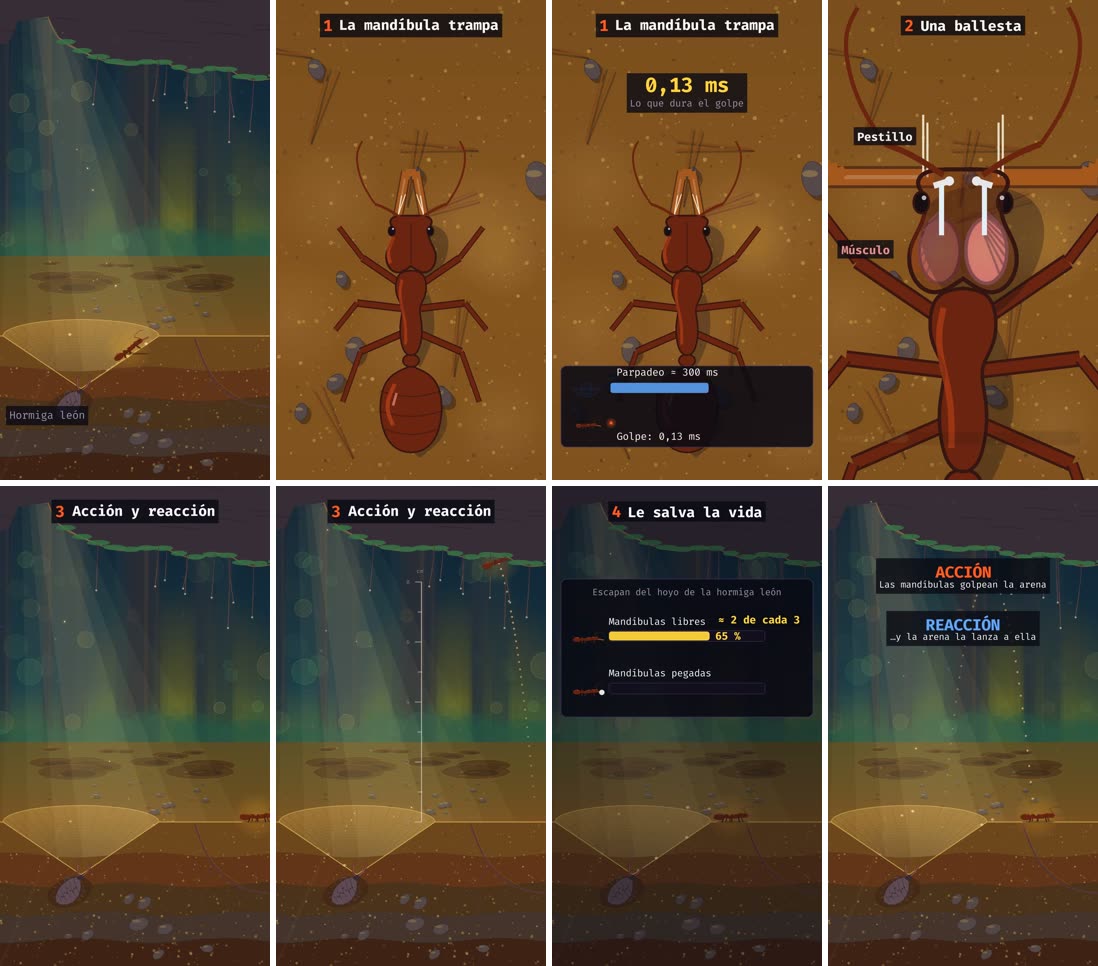 Hormiga león
1 La mandíbula trampa
1 La mandíbula trampa
0,13 ms
Lo que dura el golpe
Parpadeo ≈ 300 ms
Golpe: 0,13 ms
2 Una ballesta
Pestillo
Músculo
3 Acción y reacción
3 Acción y reacción
4 Le salva la vida
Escapan del hoyo de la hormiga león
Mandíbulas libres ≈ 2 de cada 3
65 %
Mandíbulas pegadas
ACCIÓN
Las mandíbulas golpean la arena
REACCIÓN
…y la arena la lanza a ella